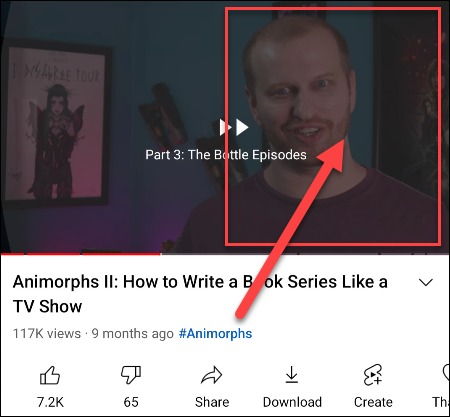 Part 3: The Bottle Episodes
Animorphs II: How to Write a Book Series Like a
TV Show
117K views · 9 months ago #Animorphs
7.2K
65
Share
Download
Create
Tha